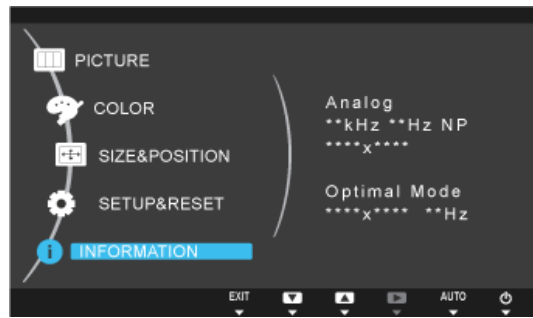 PICTURE
COLOR
SIZE&POSITION
SETUP&RESET
INFORMATION
Analog
**kHz **Hz NP
****x****
Optimal Mode
****x**** **Hz
EXIT
AUTO